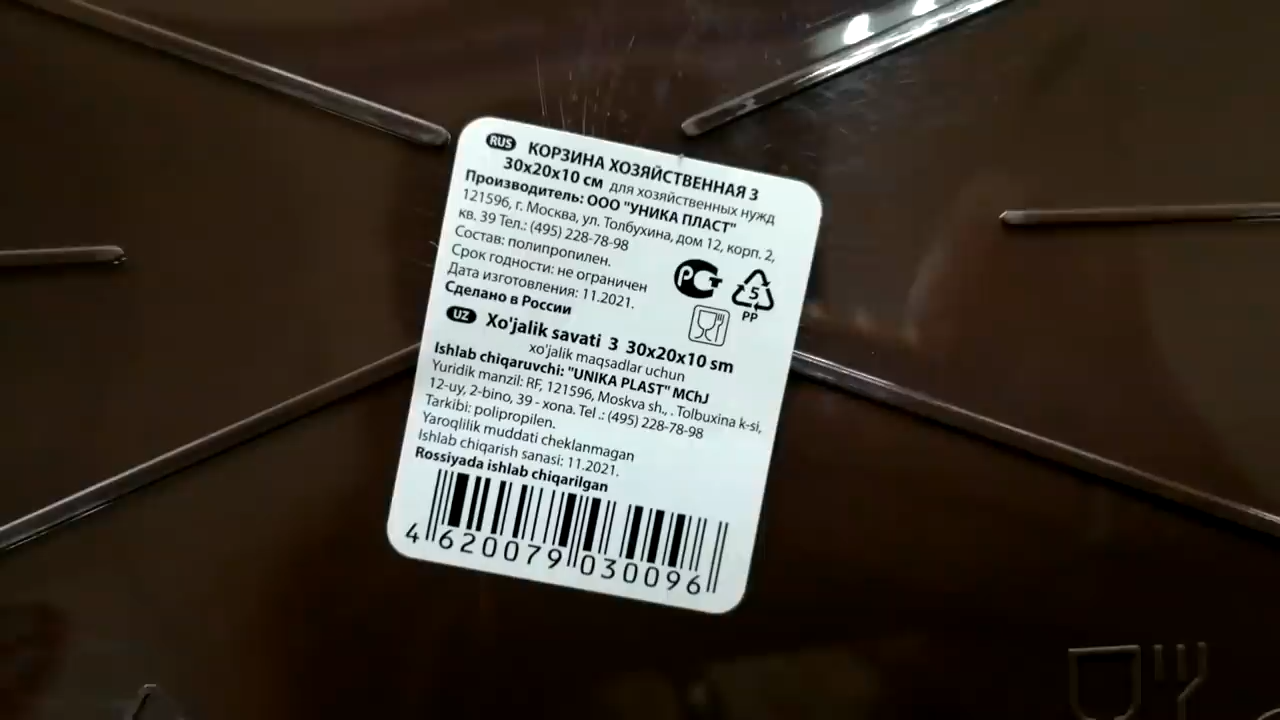 RUS КОРЗИНА ХОЗЯЙСТВЕННАЯ 3
30x20x10 см для хозяйственных нужд
Производитель: ООО "УНИКА ПЛАСТ"
121596, г. Москва, ул. Толбухина, дом 12, корп. 2,
кв. 39 Тел.: (495) 228-78-98
Состав: полипропилен.
Срок годности: не ограничен
Дата изготовления: 11.2021.
Сделано в России
РСТ
5
PP
UZ Xo'jalik savati 3 30x20x10 sm
xo'jalik maqsadlar uchun
Ishlab chiqaruvchi: "UNIKA PLAST" MChJ
Yuridik manzil: RF, 121596, Moskva sh., . Tolbuxina k-si,
12-uy, 2-bino, 39 - xona. Tel .: (495) 228-78-98
Tarkibi: polipropilen.
Yaroqlilik muddati cheklanmagan
Ishlab chiqarish sanasi: 11.2021.
Rossiyada ishlab chiqarilgan
4 620079 030096